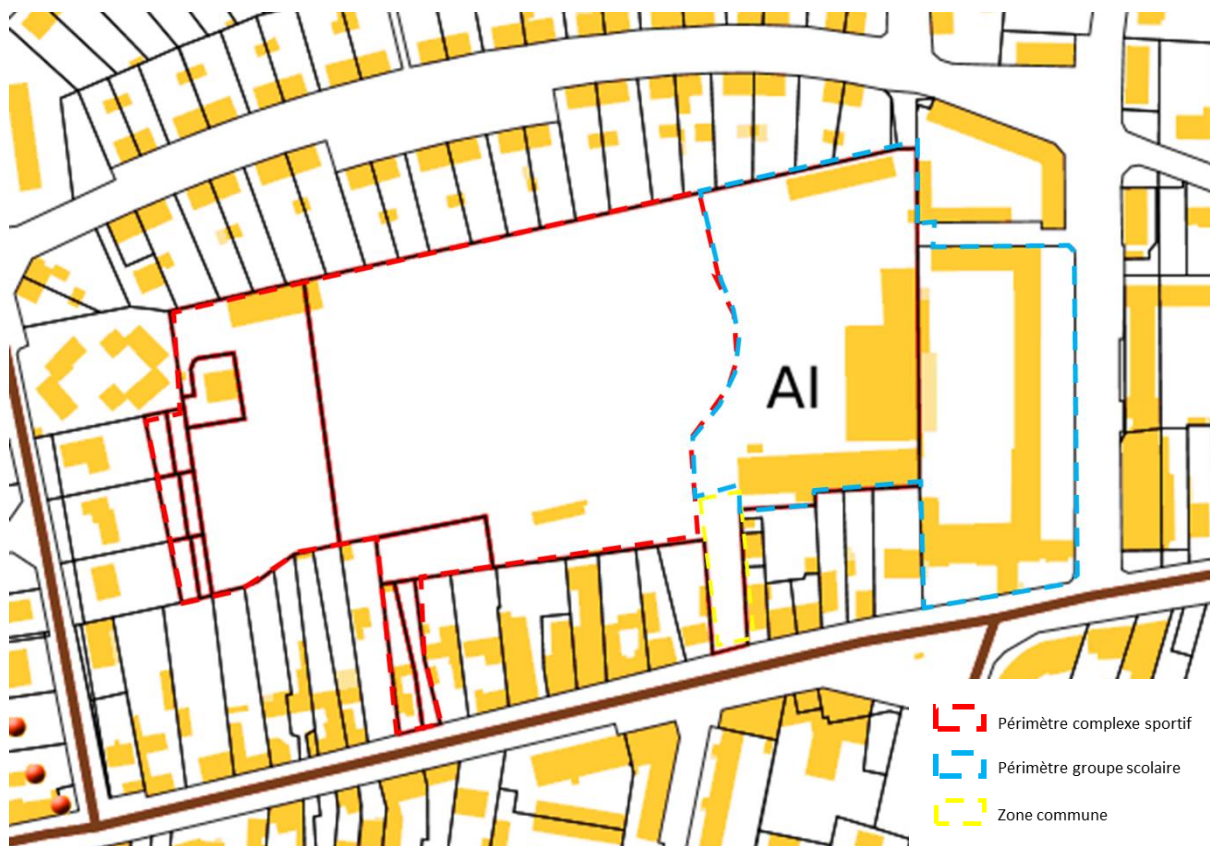 AI
Périmètre complexe sportif
Périmètre groupe scolaire
Zone commune